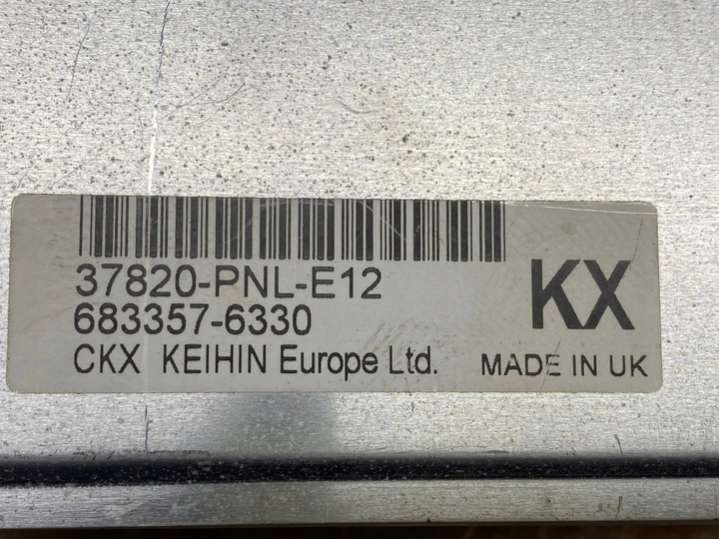 37820-PNL-E12
683357-6330
CKX KEIHIN Europe Ltd.
KX
MADE IN UK